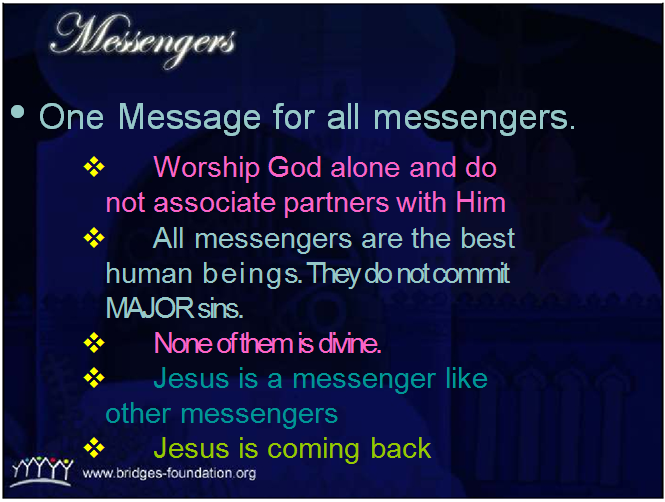 Messengers
• One Message for all messengers.
❖ Worship God alone and do
not associate partners with Him
❖ All messengers are the best
human beings. They do not commit
MAJOR sins.
❖ None of them is divine.
❖ Jesus is a messenger like
other messengers
❖ Jesus is coming back
www.bridges-foundation.org